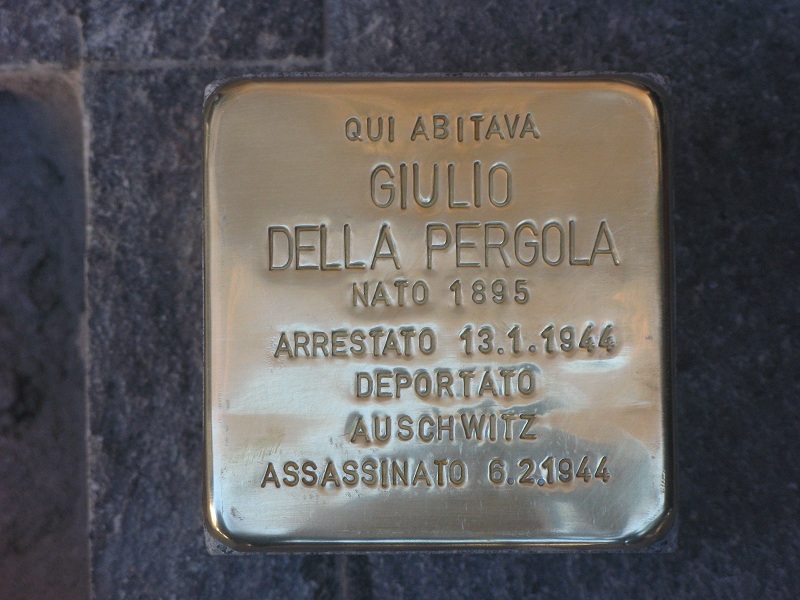 QUI ABITAVA
GIULIO
DELLA PERGOLA
NATO 1895
ARRESTATO 13.1.1944
DEPORTATO
AUSCHWITZ
ASSASSINATO 6.2.1944